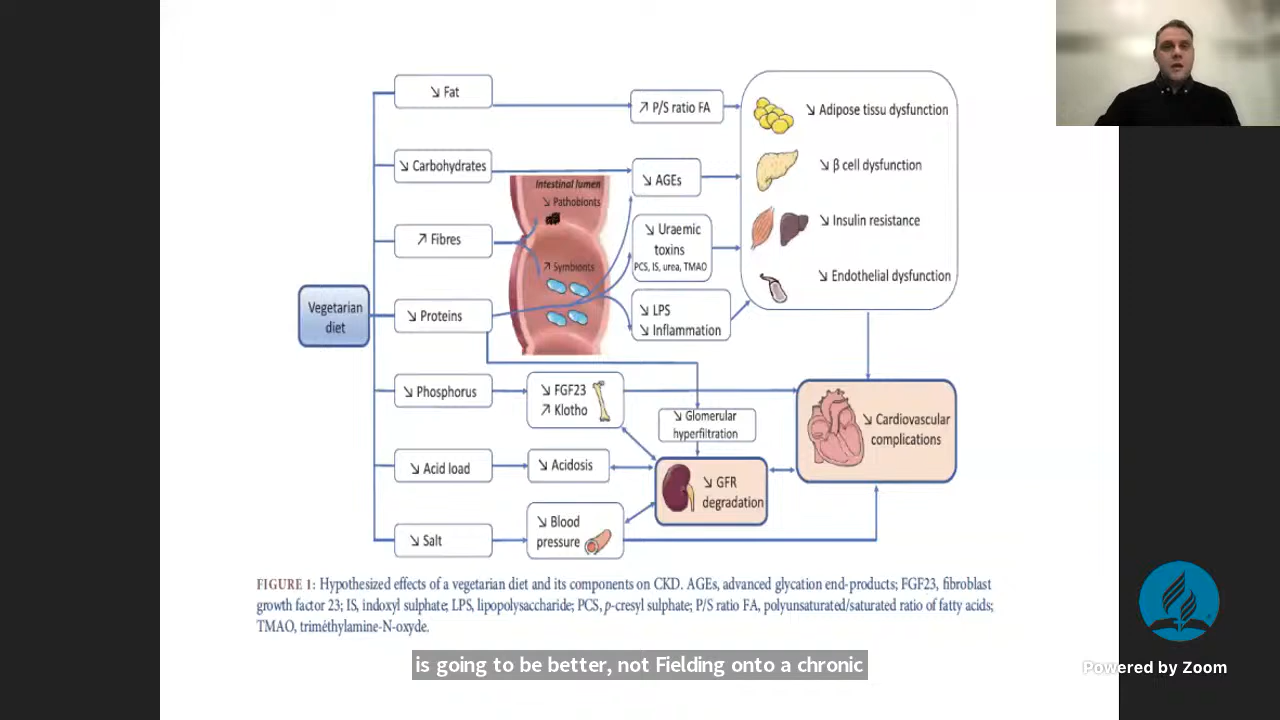 ↘ Fat
↗ P/S ratio FA
↘ Adipose tissu dysfunction
↘ Carbohydrates
Intestinal lumen
↘ Pathobionts
↘ AGEs
↘ β cell dysfunction
↗ Fibres
↗ Symbionts
↘ Uraemic
toxins
PCS, IS, urea, TMAO
↘ Insulin resistance
↘ Endothelial dysfunction
Vegetarian
diet
↘ Proteins
↘ LPS
↘ Inflammation
↘ Phosphorus
↘ FGF23
↗ Klotho
↘ Glomerular
hyperfiltration
↘ Cardiovascular
complications
↘ Acid load
↘ Acidosis
↘ GFR
degradation
↘ Salt
↘ Blood
pressure
FIGURE 1: Hypothesized effects of a vegetarian diet and its components on CKD. AGEs, advanced glycation end-products; FGF23, fibroblast
growth factor 23; IS, indoxyl sulphate; LPS, lipopolysaccharide; PCS, p-cresyl sulphate; P/S ratio FA, polyunsaturated/saturated ratio of fatty acids;
TMAO, triméthylamine-N-oxyde.
is going to be better, not Fielding onto a chronic
Powered by Zoom